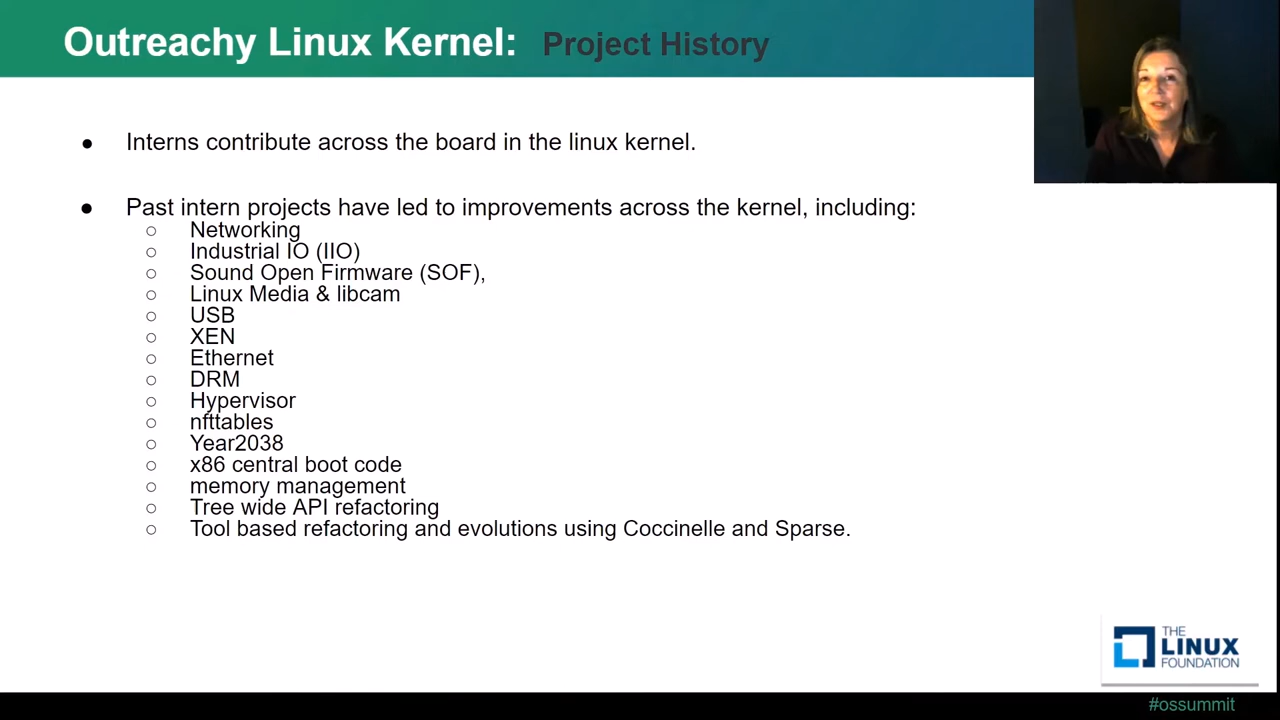 Outreachy Linux Kernel: Project History
● Interns contribute across the board in the linux kernel.
● Past intern projects have led to improvements across the kernel, including:
○ Networking
○ Industrial IO (IIO)
○ Sound Open Firmware (SOF),
○ Linux Media & libcam
○ USB
○ XEN
○ Ethernet
○ DRM
○ Hypervisor
○ nfttables
○ Year2038
○ x86 central boot code
○ memory management
○ Tree wide API refactoring
○ Tool based refactoring and evolutions using Coccinelle and Sparse.
THE
LINUX
FOUNDATION
#ossummit